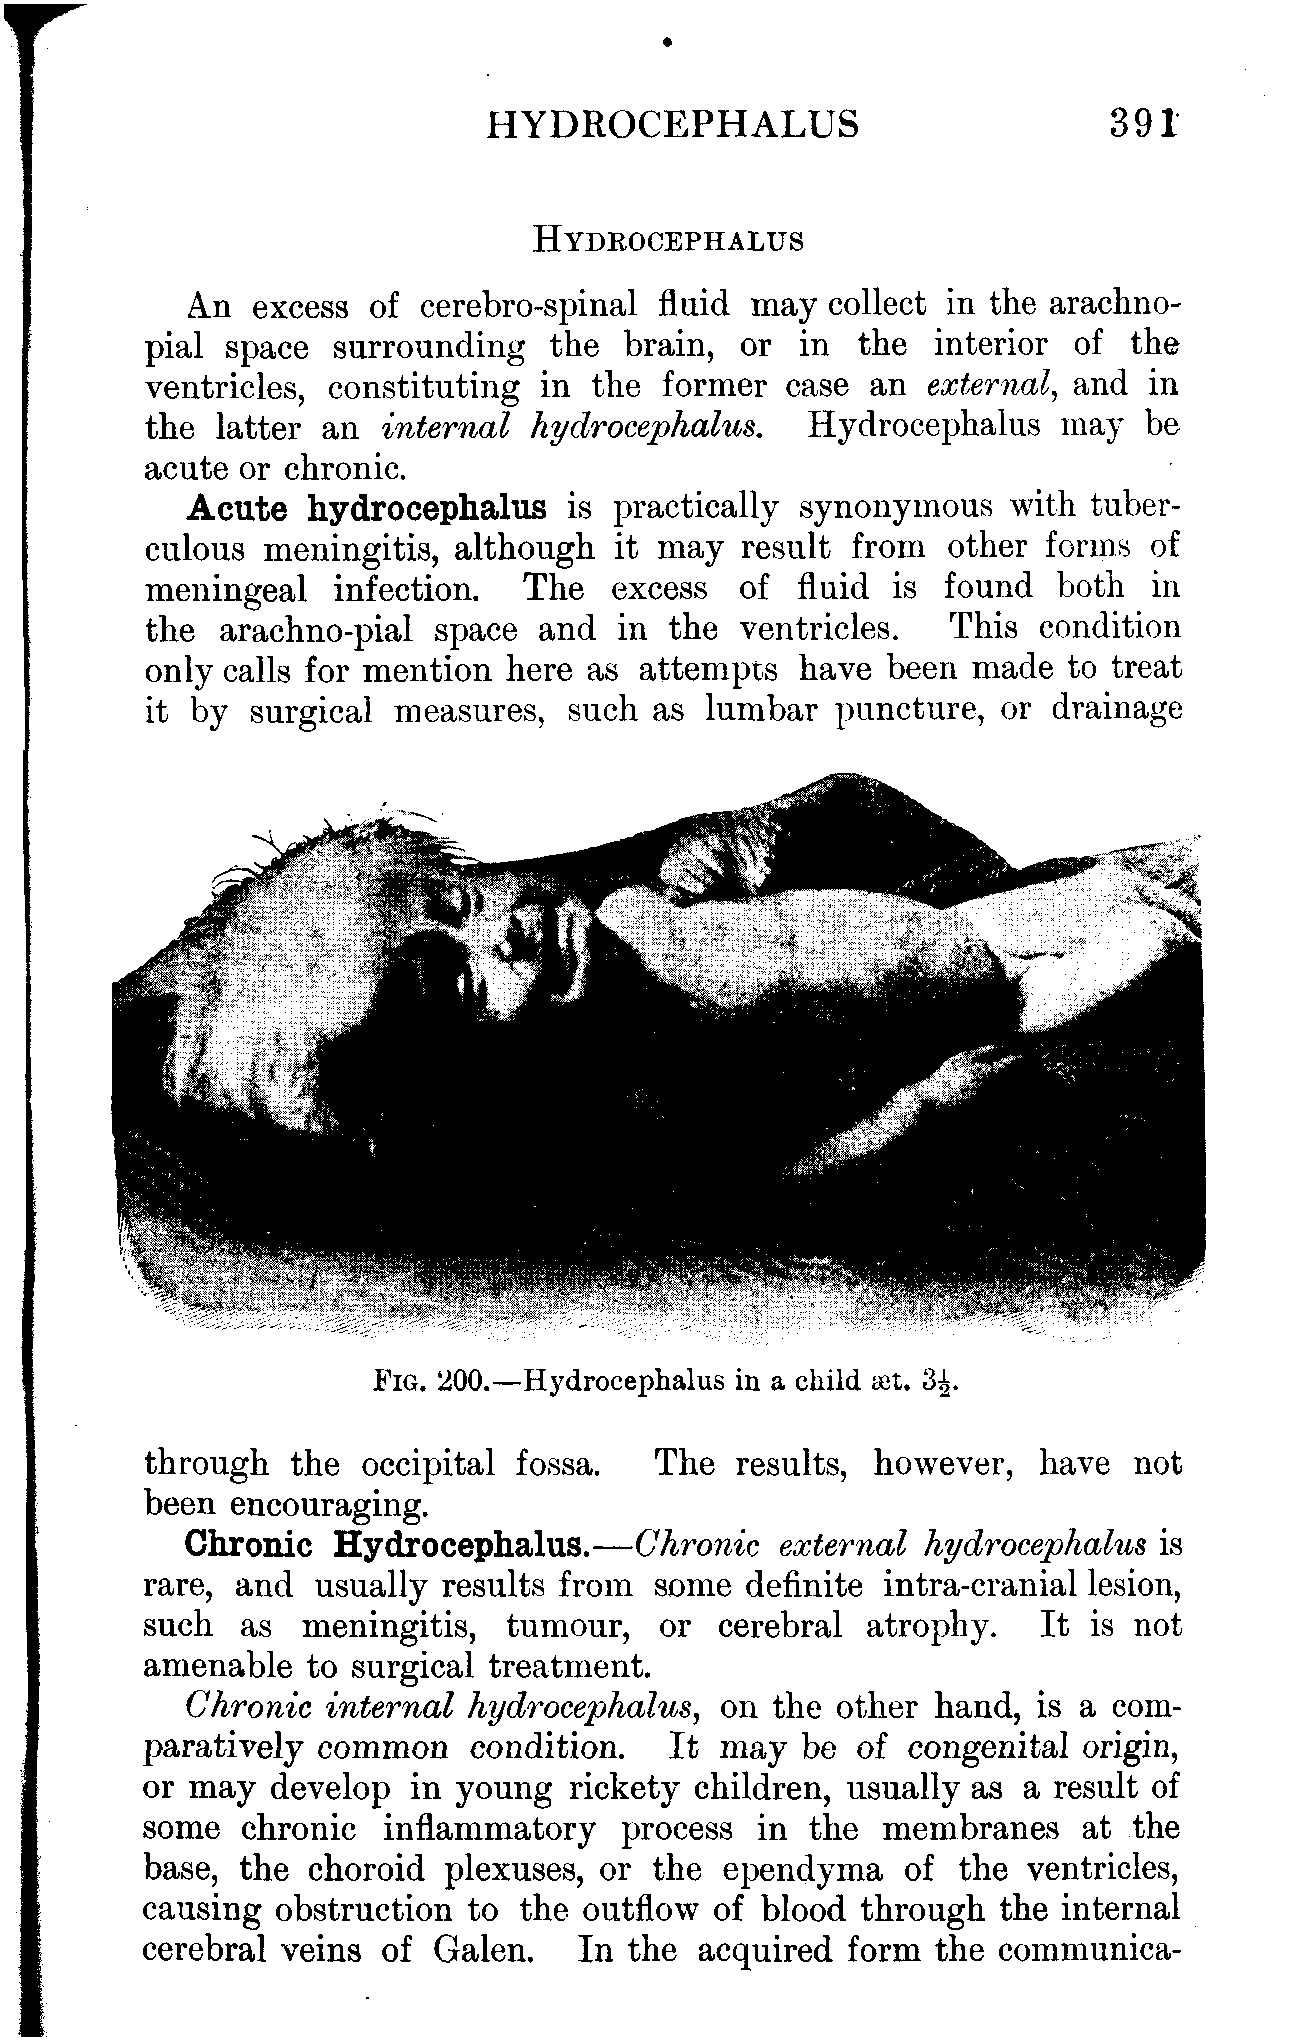 HYDROCEPHALUS 391
HYDROCEPHALUS
An excess of cerebro-spinal fluid may collect in the arachno-
pial space surrounding the brain, or in the interior of the
ventricles, constituting in the former case an external, and in
the latter an internal hydrocephalus. Hydrocephalus may be
acute or chronic.
Acute hydrocephalus is practically synonymous with tuber-
culous meningitis, although it may result from other forms of
meningeal infection. The excess of fluid is found both in
the arachno-pial space and in the ventricles. This condition
only calls for mention here as attempts have been made to treat
it by surgical measures, such as lumbar puncture, or drainage
FIG. 200.—Hydrocephalus in a child æt. 3½.
through the occipital fossa. The results, however, have not
been encouraging.
Chronic Hydrocephalus.—Chronic external hydrocephalus is
rare, and usually results from some definite intra-cranial lesion,
such as meningitis, tumour, or cerebral atrophy. It is not
amenable to surgical treatment.
Chronic internal hydrocephalus, on the other hand, is a com-
paratively common condition. It may be of congenital origin,
or may develop in young rickety children, usually as a result of
some chronic inflammatory process in the membranes at the
base, the choroid plexuses, or the ependyma of the ventricles,
causing obstruction to the outflow of blood through the internal
cerebral veins of Galen. In the acquired form the communica-